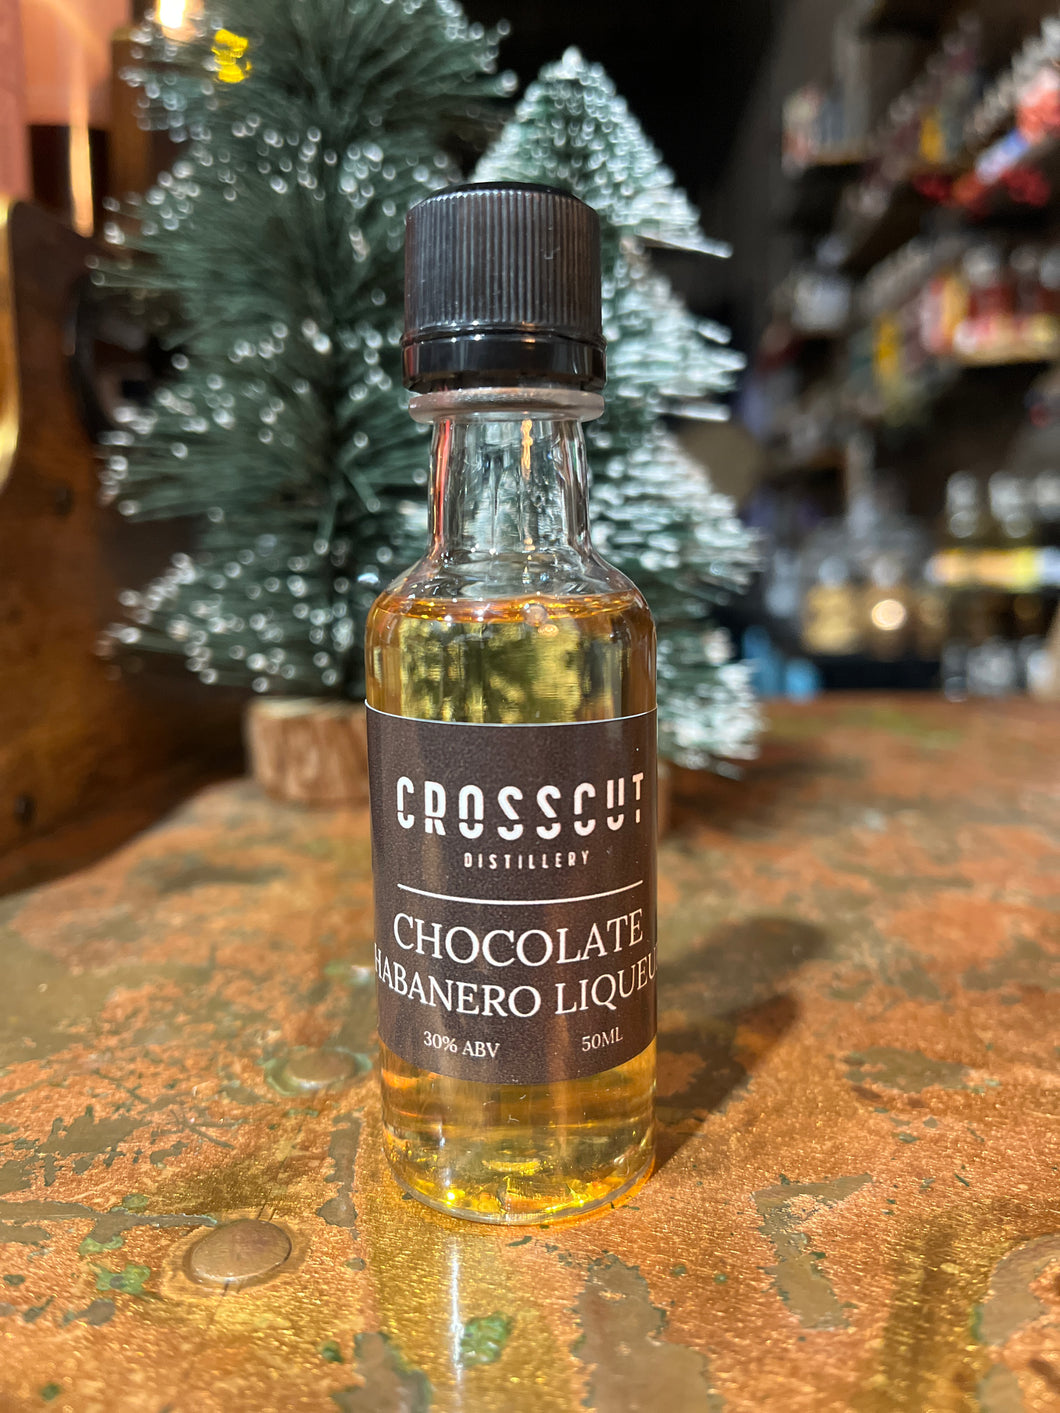 CROSSCUT
DISTILLERY
CHOCOLATE
HABANERO LIQUEU
30% ABV 50ML